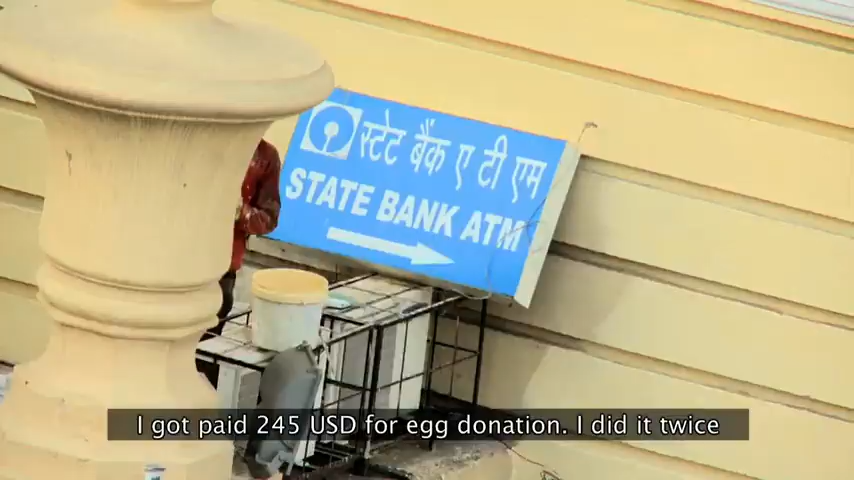 स्टेट बैंक ए टी एम
STATE BANK ATM
I got paid 245 USD for egg donation. I did it twice